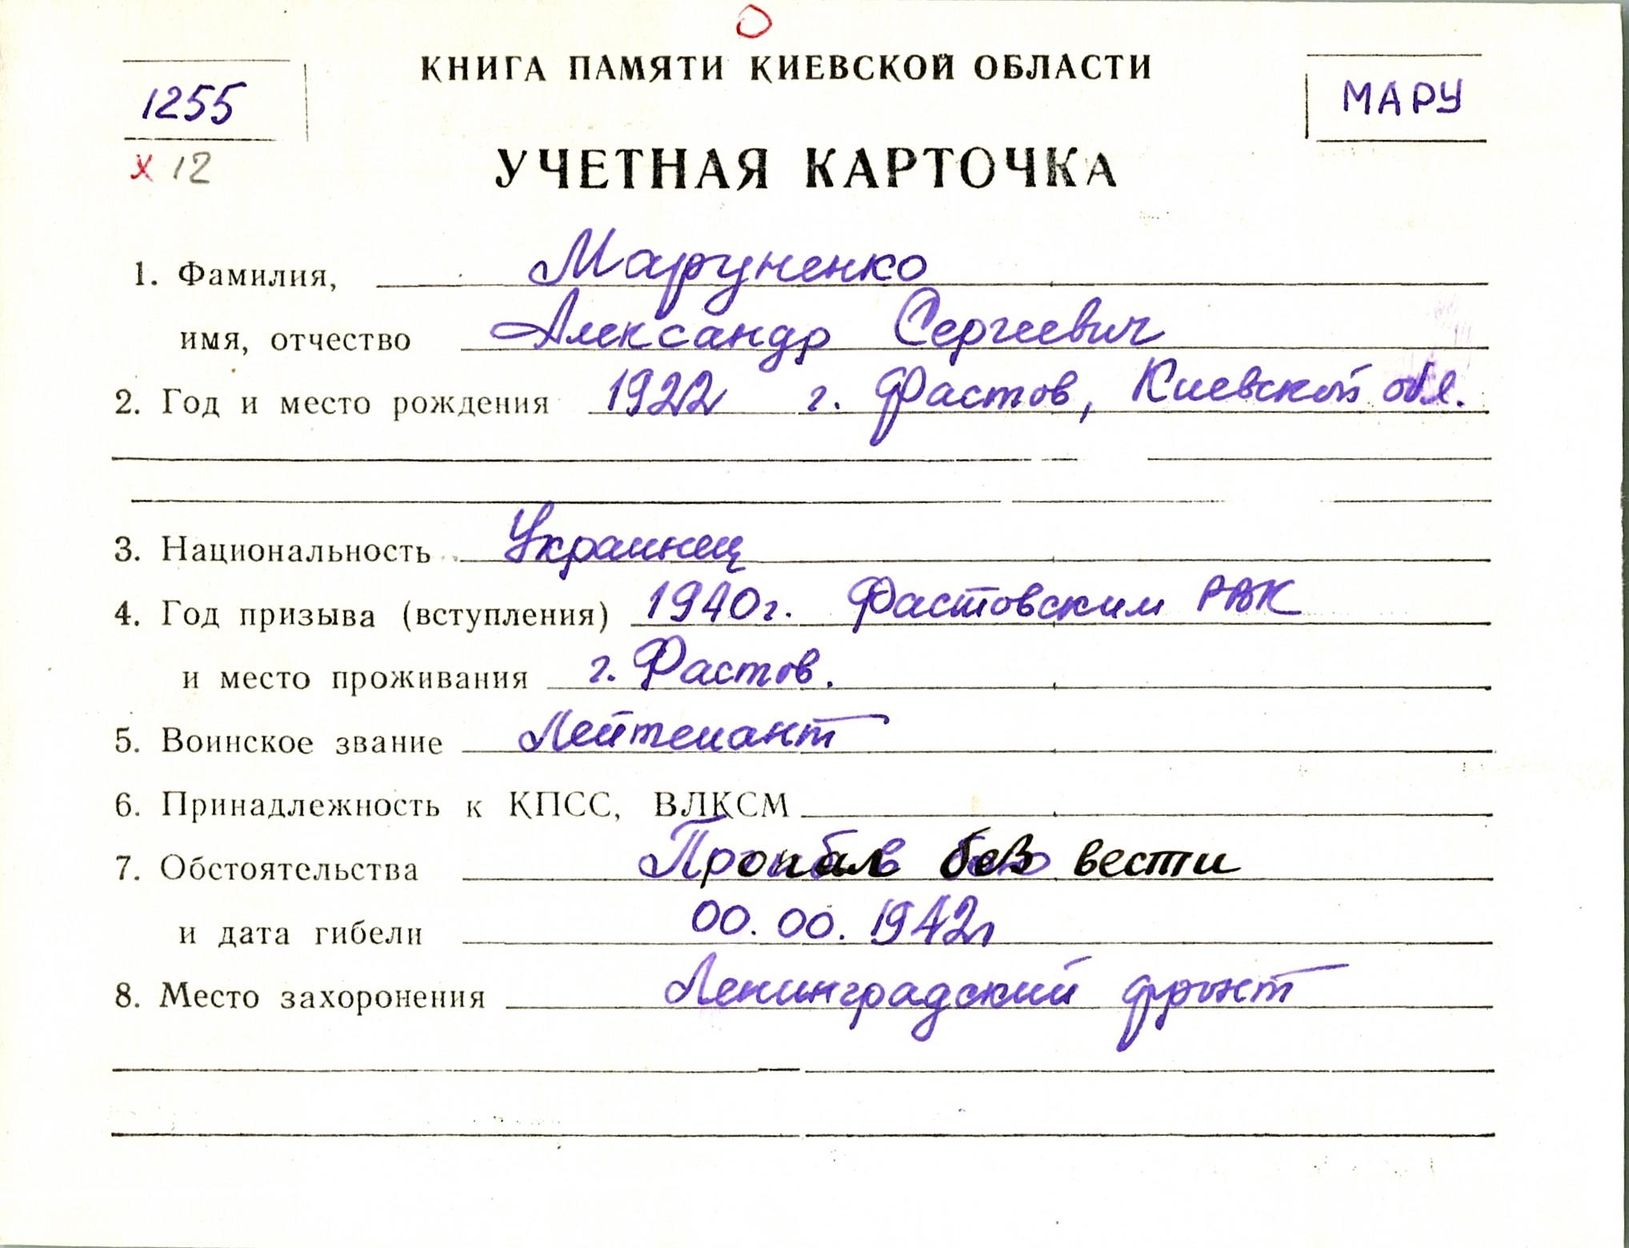 КНИГА ПАМЯТИ КИЕВСКОЙ ОБЛАСТИ
1255
МАРУ
х 12
УЧЕТНАЯ КАРТОЧКА
1. Фамилия, Маруненко
имя, отчество Александр Сергеевич
2. Год и место рождения 1922 г. Фастов, Киевской обл.
3. Национальность Украинец
4. Год призыва (вступления) 1940г. Фастовским РВК
и место проживания г. Фастов.
5. Воинское звание Лейтенант
6. Принадлежность к КПСС, ВЛКСМ
7. Обстоятельства Пропал без вести
и дата гибели 00.00.1942г
8. Место захоронения Ленинградский фронт